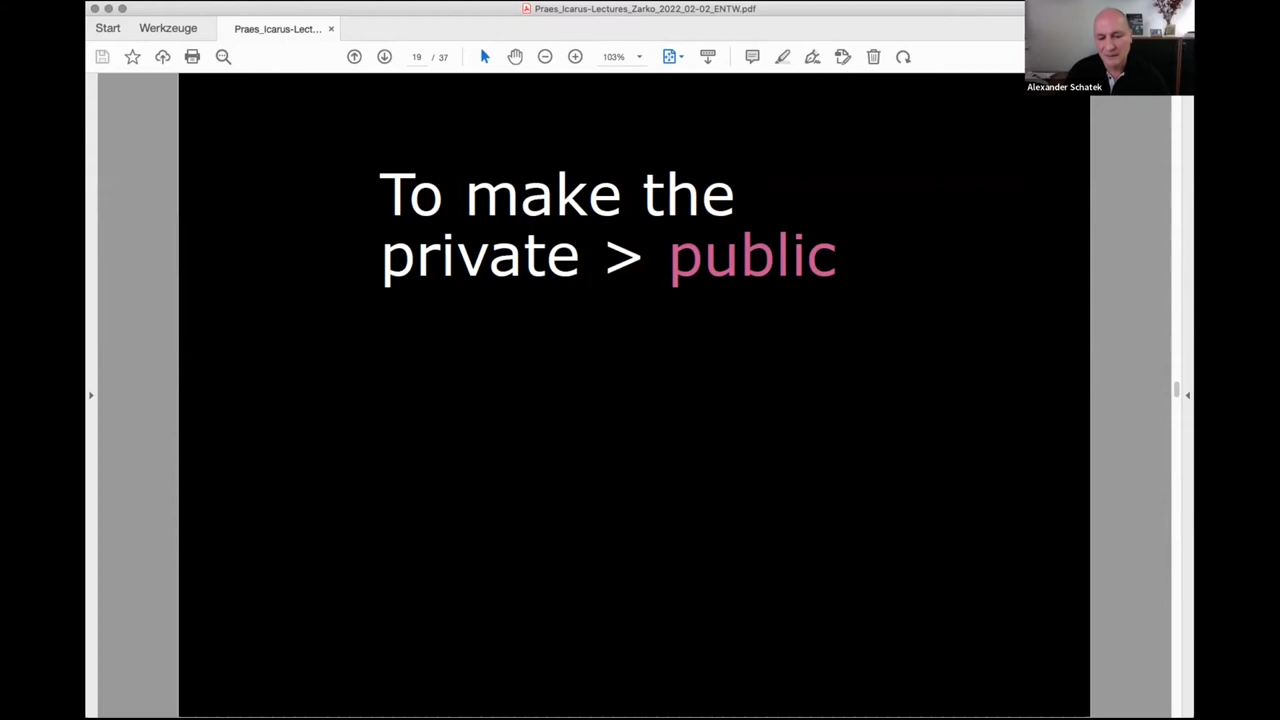 Praes_Icarus-Lectures_Zarko_2022_02-02_ENTW.pdf
Start Werkzeuge Praes_Icarus-Lect... ×
19 / 37 103%
Alexander Schatek
To make the
private > public